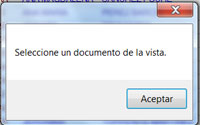 Seleccione un documento de la vista.
Aceptar